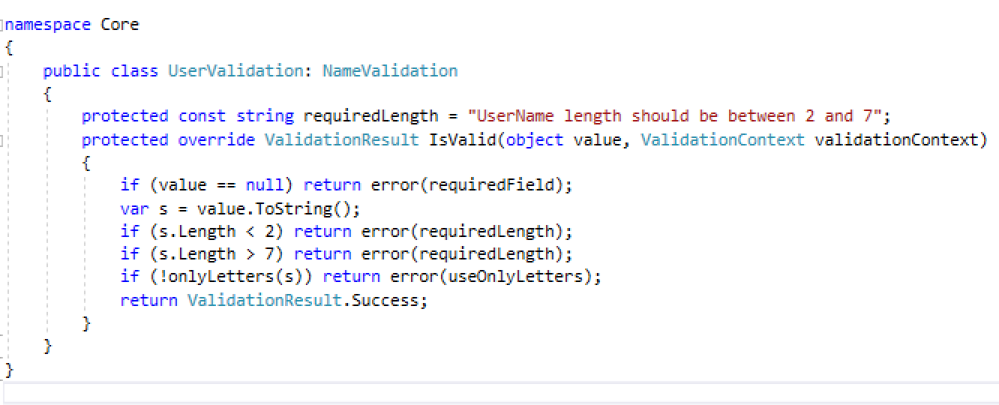 namespace Core
{
    public class UserValidation: NameValidation
    {
        protected const string requiredLength = "UserName length should be between 2 and 7";
        protected override ValidationResult IsValid(object value, ValidationContext validationContext)
        {
            if (value == null) return error(requiredField);
            var s = value.ToString();
            if (s.Length < 2) return error(requiredLength);
            if (s.Length > 7) return error(requiredLength);
            if (!onlyLetters(s)) return error(useOnlyLetters);
            return ValidationResult.Success;
        }
    }
}